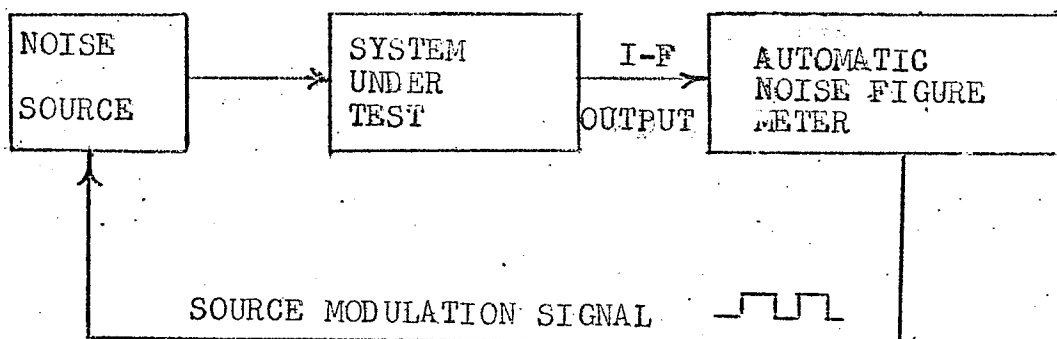 NOISE
SOURCE
SYSTEM
UNDER
TEST
I-F
OUTPUT
AUTOMATIC
NOISE FIGURE
METER
SOURCE MODULATION SIGNAL